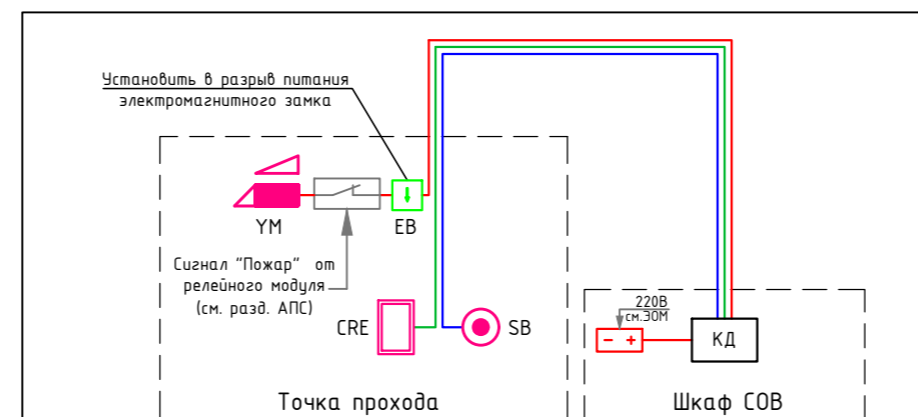 Установить в разрыв питания
электромагнитного замка
YM
EB
Сигнал "Пожар" от
релейного модуля
(см. разд. АПС)
CRE
SB
220В
см.ЭОМ
- +
КД
Точка прохода
Шкаф СОВ